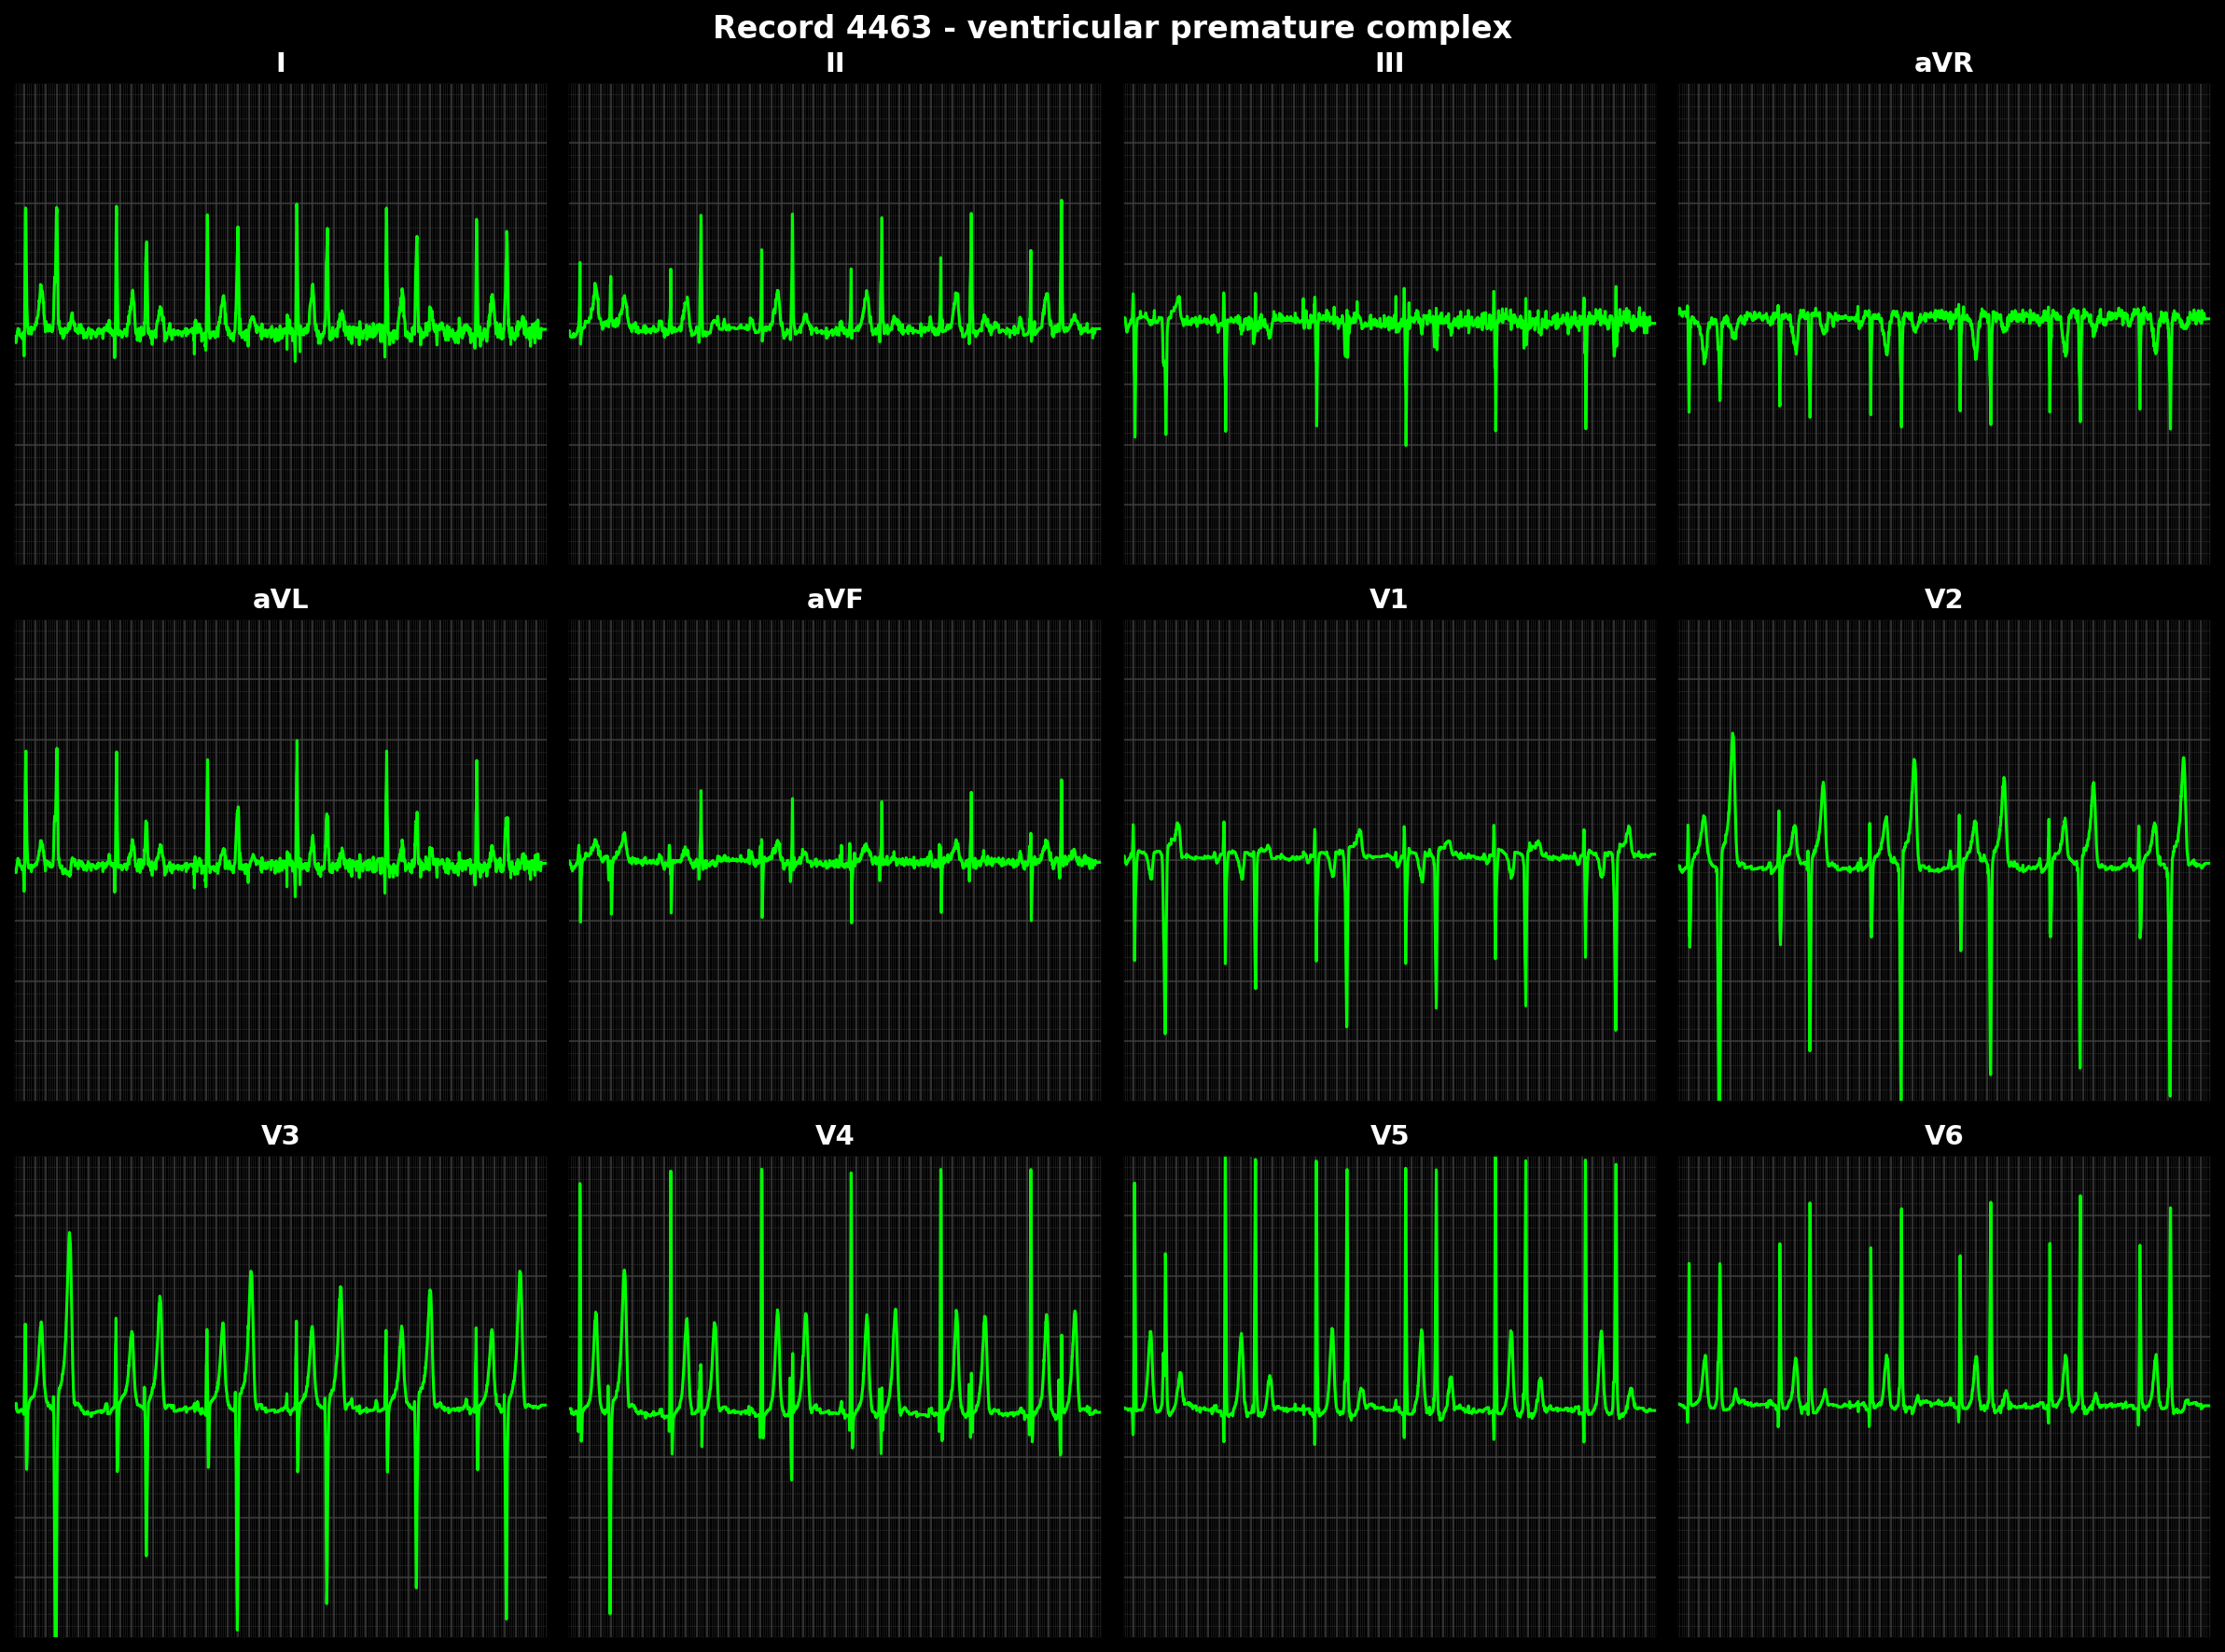 Record 4463 - ventricular premature complex
I
II
III
aVR
aVL
aVF
V1
V2
V3
V4
V5
V6